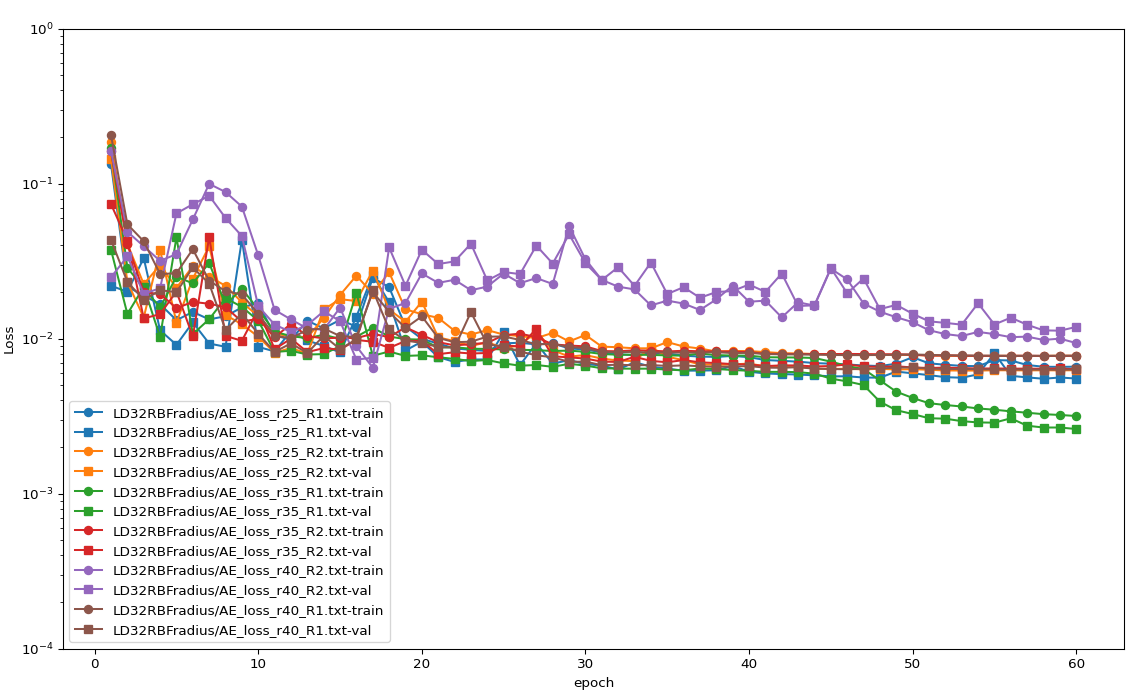 10^0
10^-1
10^-2
10^-3
10^-4
Loss
LD32RBFradius/AE_loss_r25_R1.txt-train
LD32RBFradius/AE_loss_r25_R1.txt-val
LD32RBFradius/AE_loss_r25_R2.txt-train
LD32RBFradius/AE_loss_r25_R2.txt-val
LD32RBFradius/AE_loss_r35_R1.txt-train
LD32RBFradius/AE_loss_r35_R1.txt-val
LD32RBFradius/AE_loss_r35_R2.txt-train
LD32RBFradius/AE_loss_r35_R2.txt-val
LD32RBFradius/AE_loss_r40_R2.txt-train
LD32RBFradius/AE_loss_r40_R2.txt-val
LD32RBFradius/AE_loss_r40_R1.txt-train
LD32RBFradius/AE_loss_r40_R1.txt-val
0 10 20 30 40 50 60
epoch